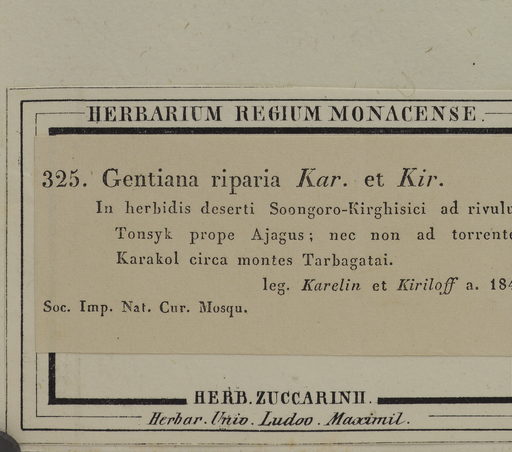 HERBARIUM REGIUM MONACENSE.
325. Gentiana riparia Kar. et Kir.
In herbidis deserti Soongoro-Kirghisici ad rivulu
Tonsyk prope Ajagus; nec non ad torrente
Karakol circa montes Tarbagatai.
leg. Karelin et Kiriloff a. 184
Soc. Imp. Nat. Cur. Mosqu.
HERB. ZUCCARINII.
Herbar. Univ. Ludov. Maximil.